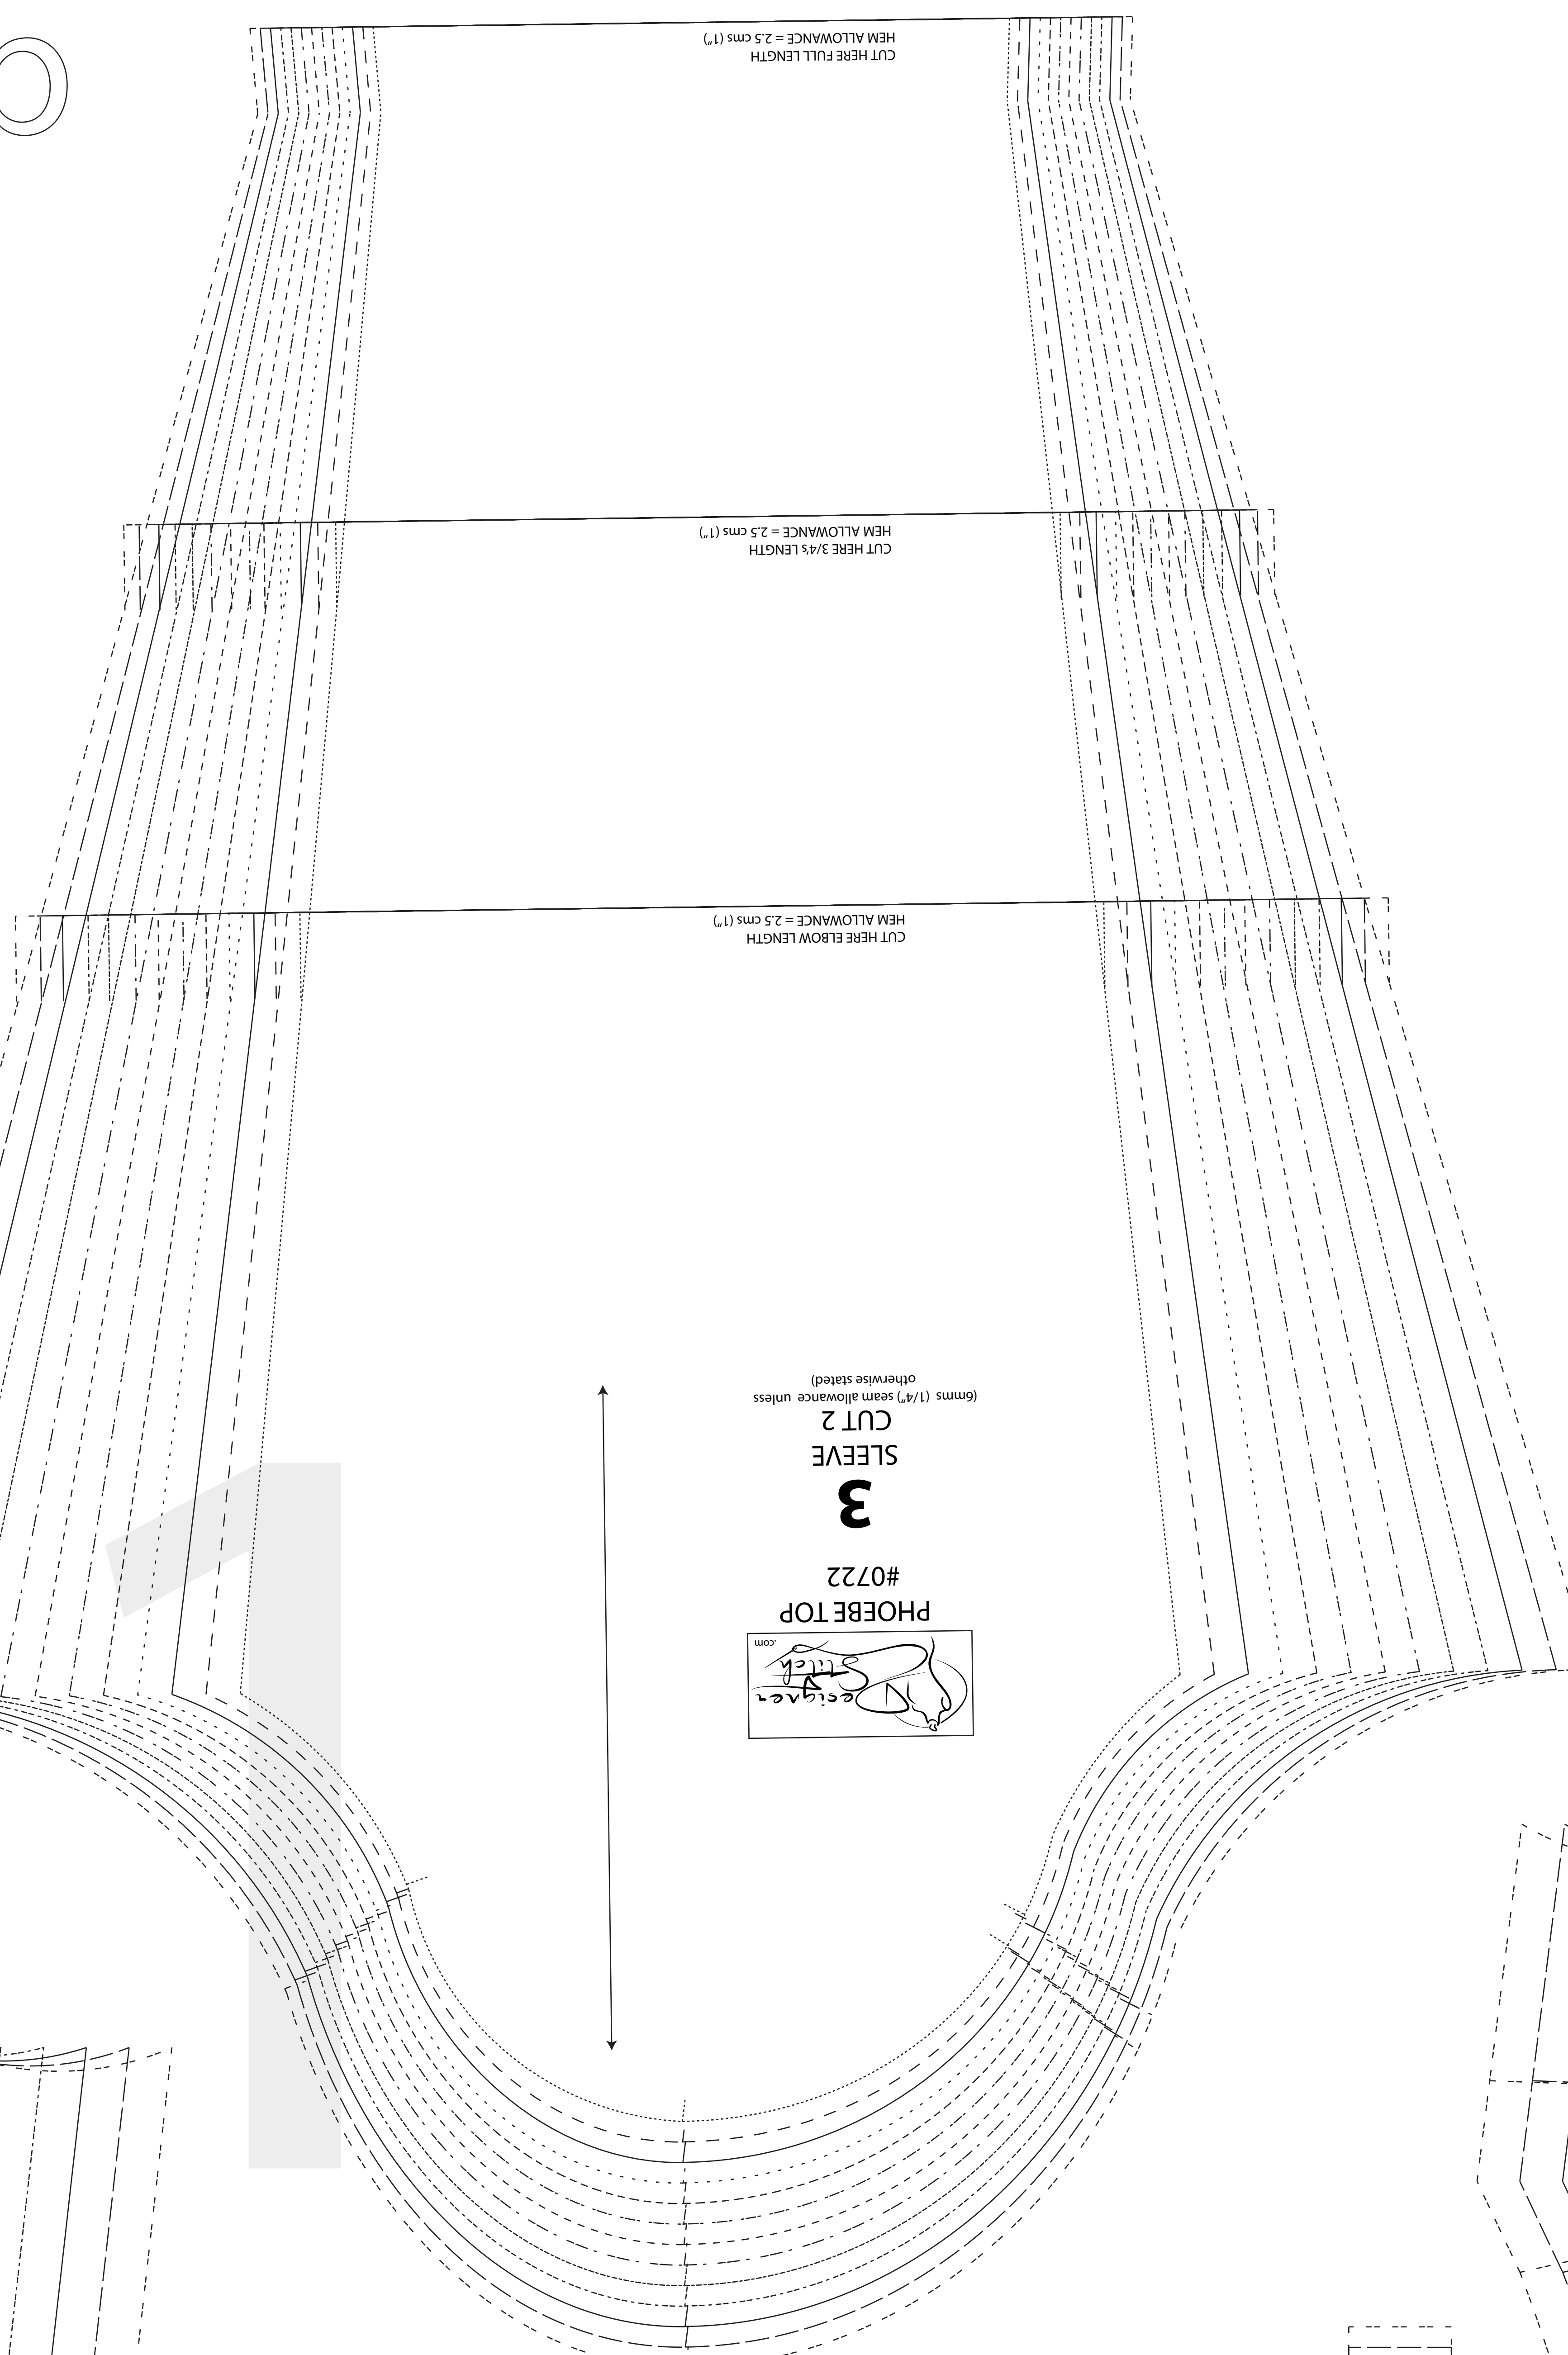 Designer
Stitch
.com
PHOEBE TOP
#0722
3
SLEEVE
CUT 2
(6mms (1/4") seam allowance unless
otherwise stated)
CUT HERE ELBOW LENGTH
HEM ALLOWANCE = 2.5 cms (1")
CUT HERE 3/4's LENGTH
HEM ALLOWANCE = 2.5 cms (1")
CUT HERE FULL LENGTH
HEM ALLOWANCE = 2.5 cms (1")
1